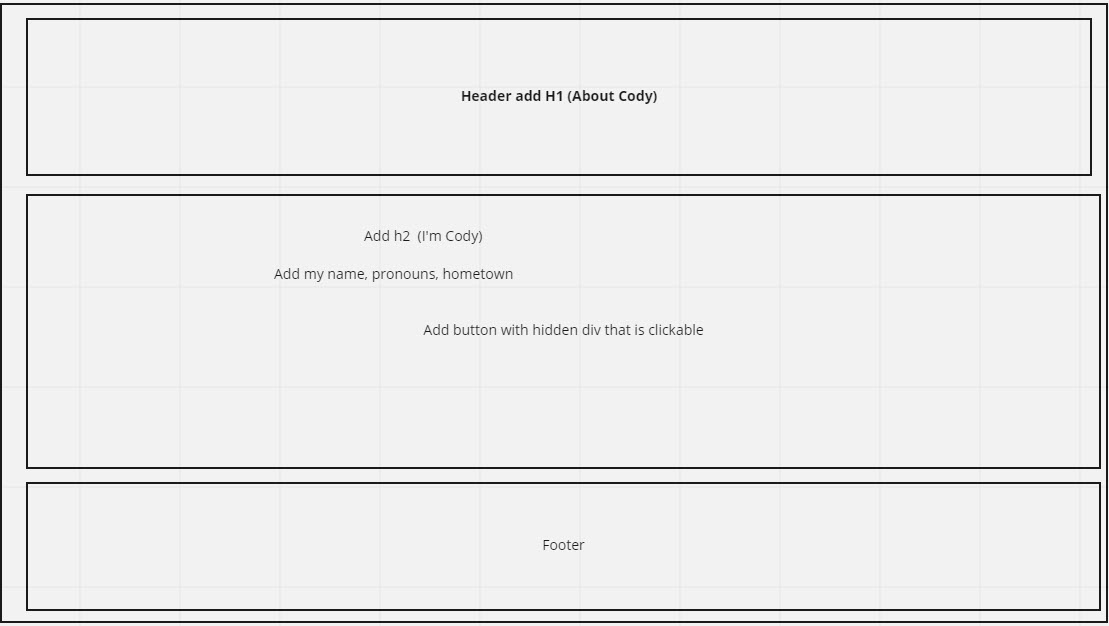 Header add H1 (About Cody)
Add h2  (I'm Cody)
Add my name, pronouns, hometown
Add button with hidden div that is clickable
Footer